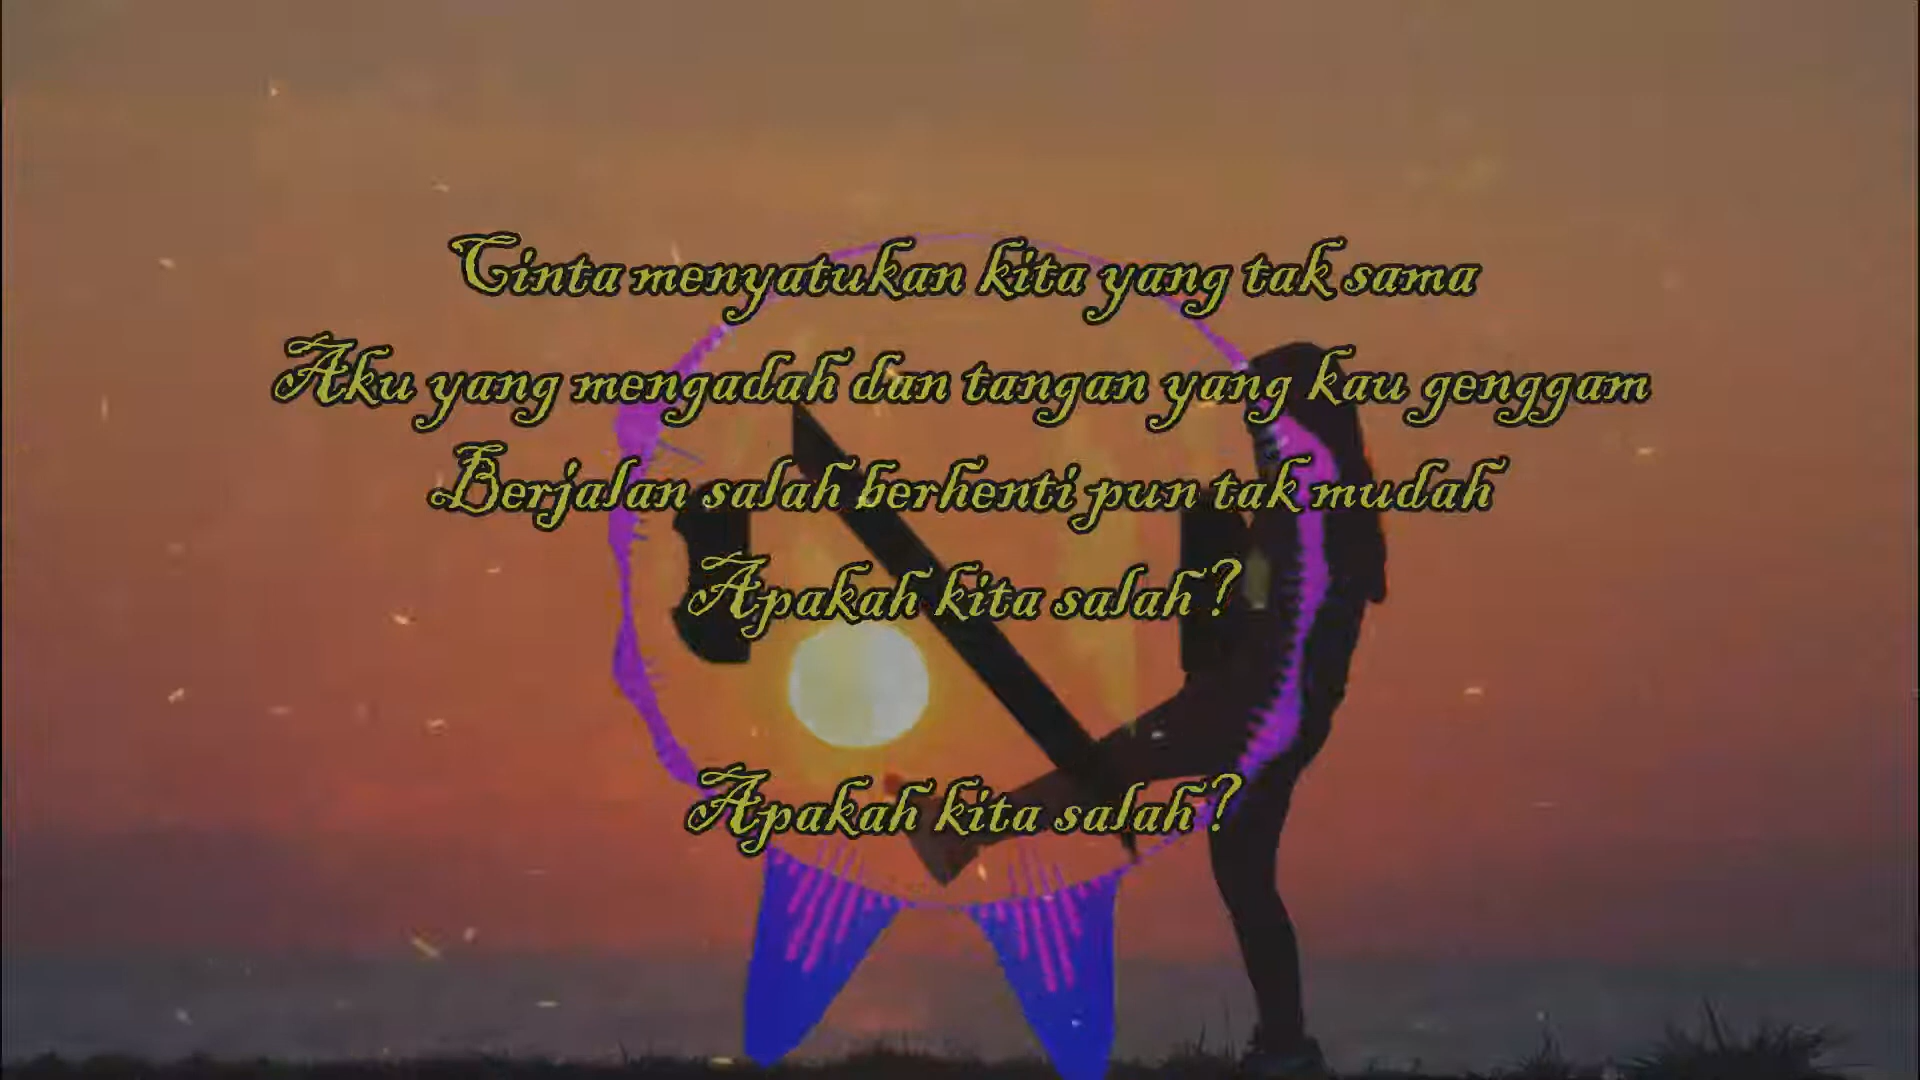 Cinta menyatukan kita yang tak sama
Aku yang mengadah dan tangan yang kau genggam
Berjalan salah berhenti pun tak mudah
Apakah kita salah?
Apakah kita salah?